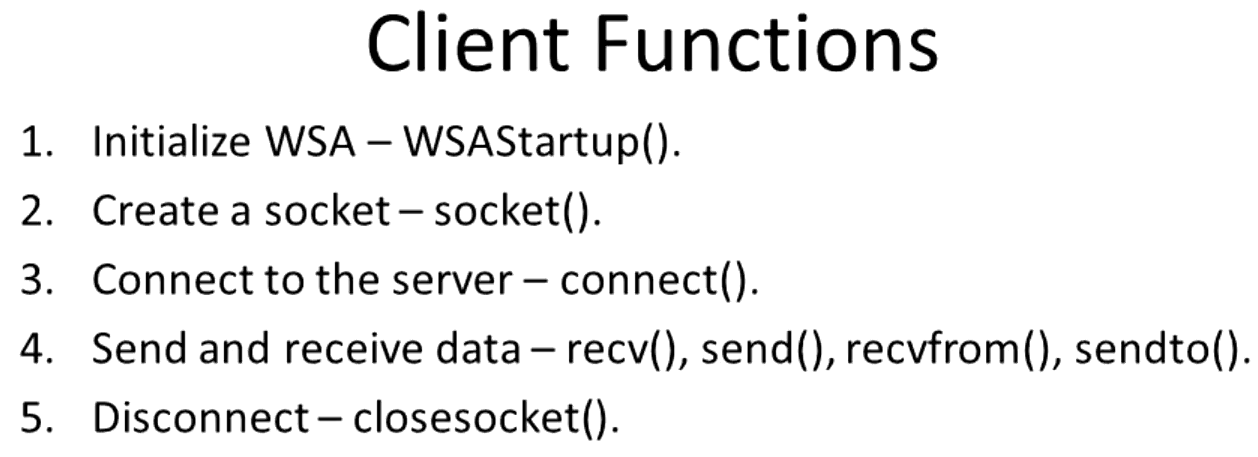 Client Functions
1. Initialize WSA – WSAStartup().
2. Create a socket – socket().
3. Connect to the server – connect().
4. Send and receive data – recv(), send(), recvfrom(), sendto().
5. Disconnect – closesocket().